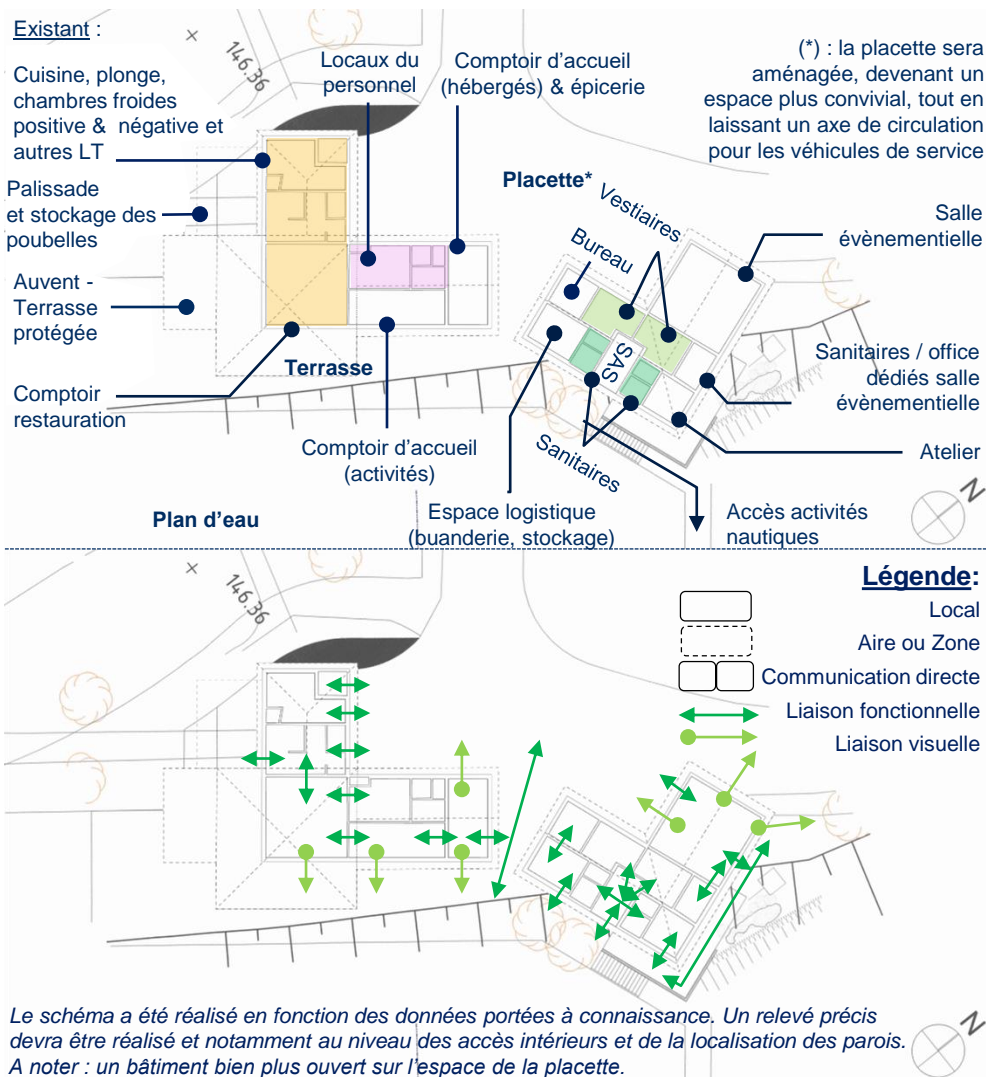 Existant :
146.36
Cuisine, plonge,
chambres froides
positive & négative et
autres LT
Locaux du
personnel
Comptoir d'accueil
(hébergés) & épicerie
(*) : la placette sera
aménagée, devenant un
espace plus convivial, tout en
laissant un axe de circulation
pour les véhicules de service
Palissade
et stockage des
poubelles
Placette*
Vestiaires
Bureau
Salle
évènementielle
Auvent -
Terrasse
protégée
SAS
Terrasse
Sanitaires / office
dédiés salle
évènementielle
Comptoir
restauration
Comptoir d'accueil
(activités)
Sanitaires
Atelier
Plan d'eau
Espace logistique
(buanderie, stockage)
Accès activités
nautiques
N
Légende:
146.36
Local
Aire ou Zone
Communication directe
Liaison fonctionnelle
Liaison visuelle
Le schéma a été réalisé en fonction des données portées à connaissance. Un relevé précis
devra être réalisé et notamment au niveau des accès intérieurs et de la localisation des parois.
A noter : un bâtiment bien plus ouvert sur l'espace de la placette.
N